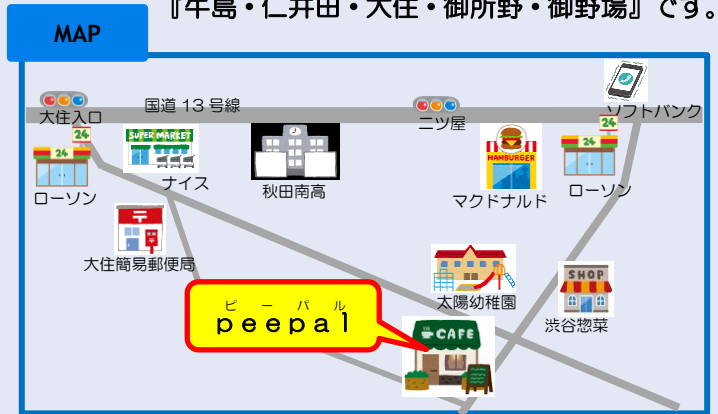 『牛島・仁井田・大住・御所野・御野場』です。
MAP
国道 13 号線
大住入口
二ツ屋
ソフトバンク
24
24
SUPER MARKET
ナイス
ローソン
秋田南高
HAMBURGER
マクドナルド
24
24
ローソン
〒
大住簡易郵便局
太陽幼稚園
SHOP
渋谷惣菜
ピーパル
peepal
CAFE